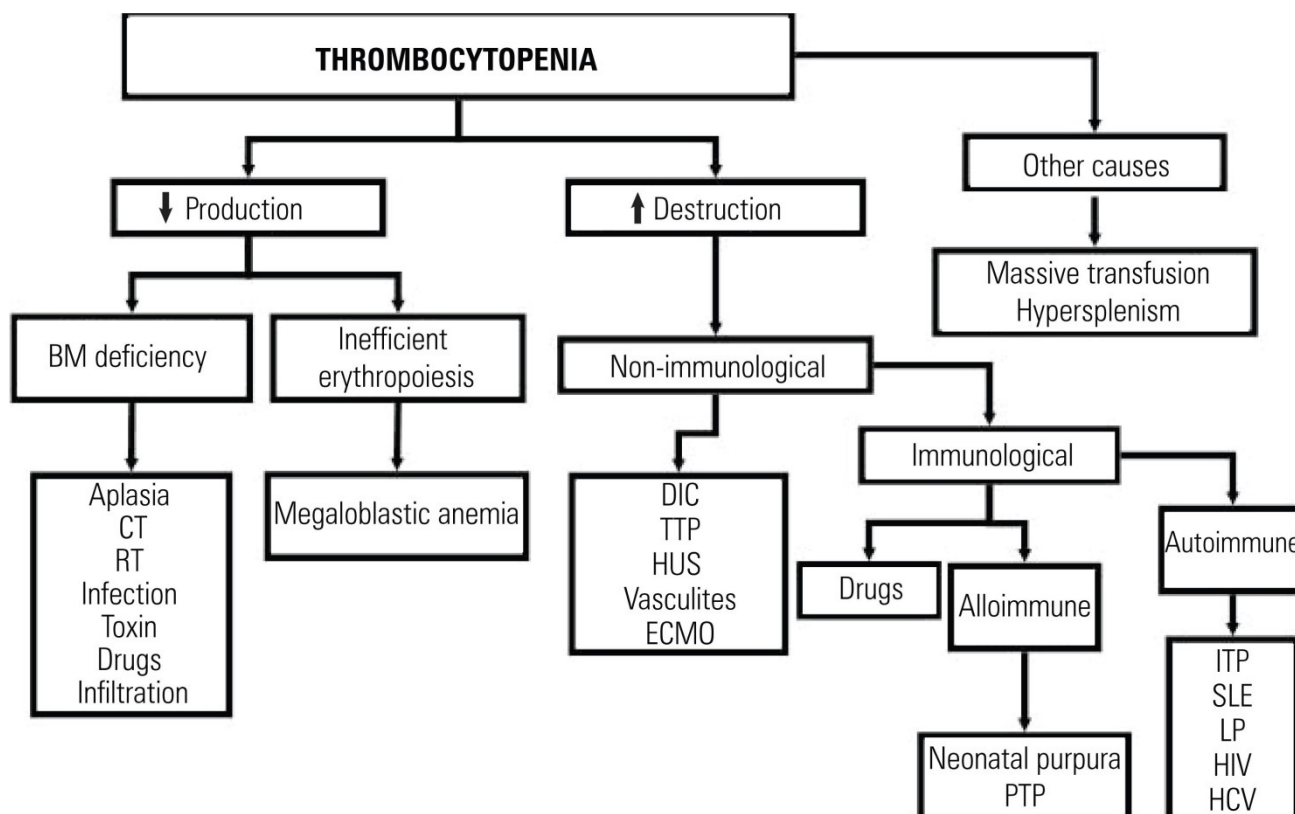 THROMBOCYTOPENIA
Other causes
⬇ Production
⬆ Destruction
Massive transfusion
Hypersplenism
BM deficiency
Inefficient
erythropoiesis
Non-immunological
Immunological
Aplasia
CT
RT
Infection
Toxin
Drugs
Infiltration
Megaloblastic anemia
DIC
TTP
HUS
Vasculites
ECMO
Drugs
Alloimmune
Autoimmune
Neonatal purpura
PTP
ITP
SLE
LP
HIV
HCV